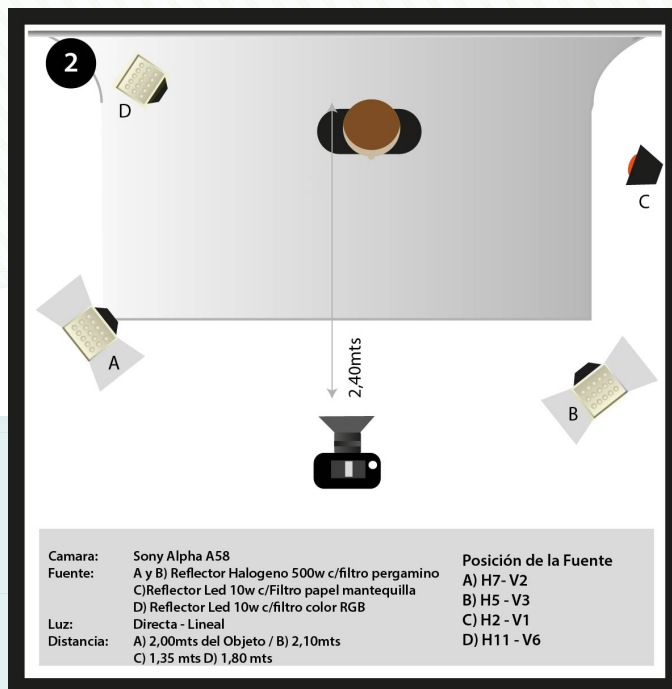 2
D
C
A
B
2,40mts
Camara: Sony Alpha A58
Fuente: A y B) Reflector Halogeno 500w c/filtro pergamino
C)Reflector Led 10w c/Filtro papel mantequilla
D) Reflector Led 10w c/filtro color RGB
Luz: Directa - Lineal
Distancia: A) 2,00mts del Objeto / B) 2,10mts
C) 1,35 mts D) 1,80 mts
Posición de la Fuente
A) H7- V2
B) H5 - V3
C) H2 - V1
D) H11 - V6